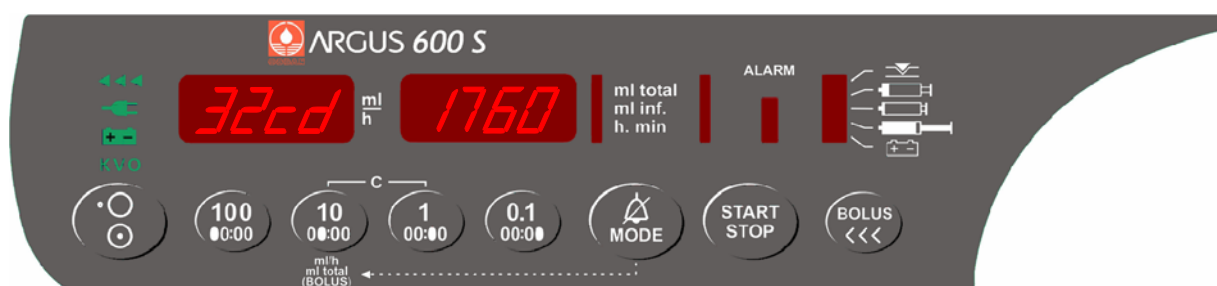 ARGUS 600 S
32cd
ml
h
1760
ml total
ml inf.
h. min
ALARM
KVO
C
100
00:00
10
00:00
1
00:00
0.1
00:00
MODE
START
STOP
BOLUS
<<<
ml/h
ml total
(BOLUS)